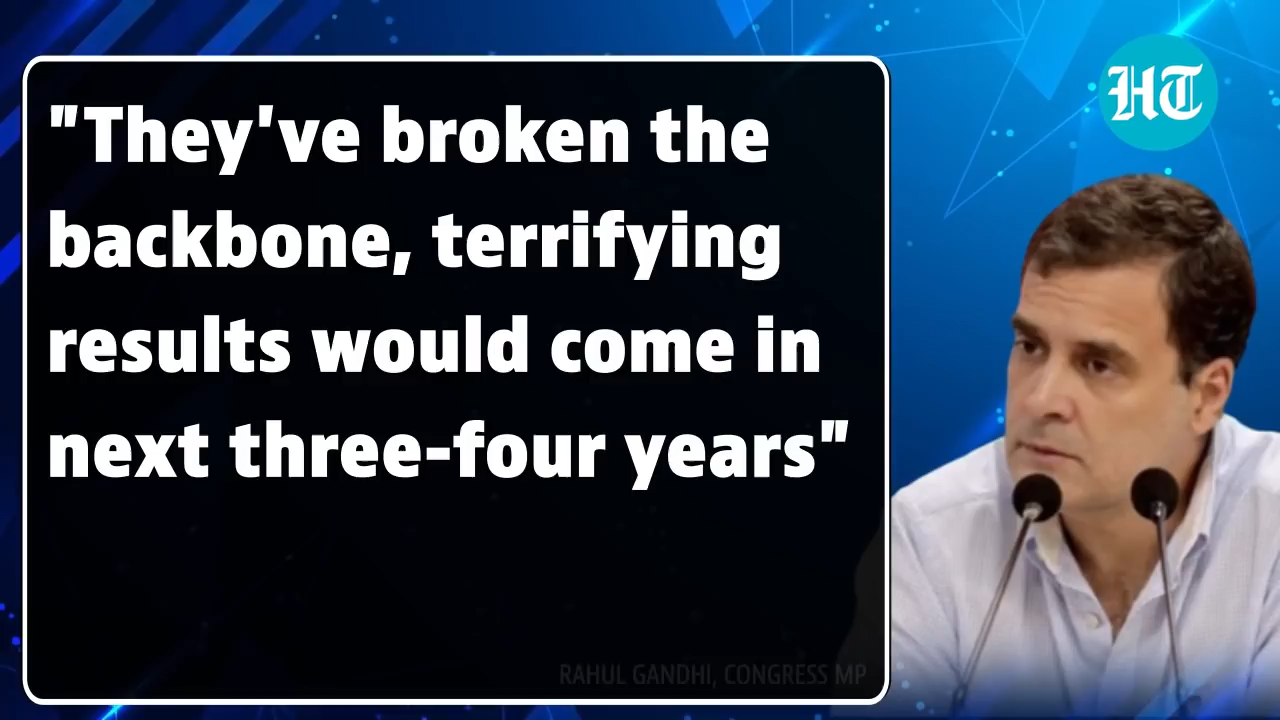 HT
"They've broken the
backbone, terrifying
results would come in
next three-four years"
RAHUL GANDHI, CONGRESS MP